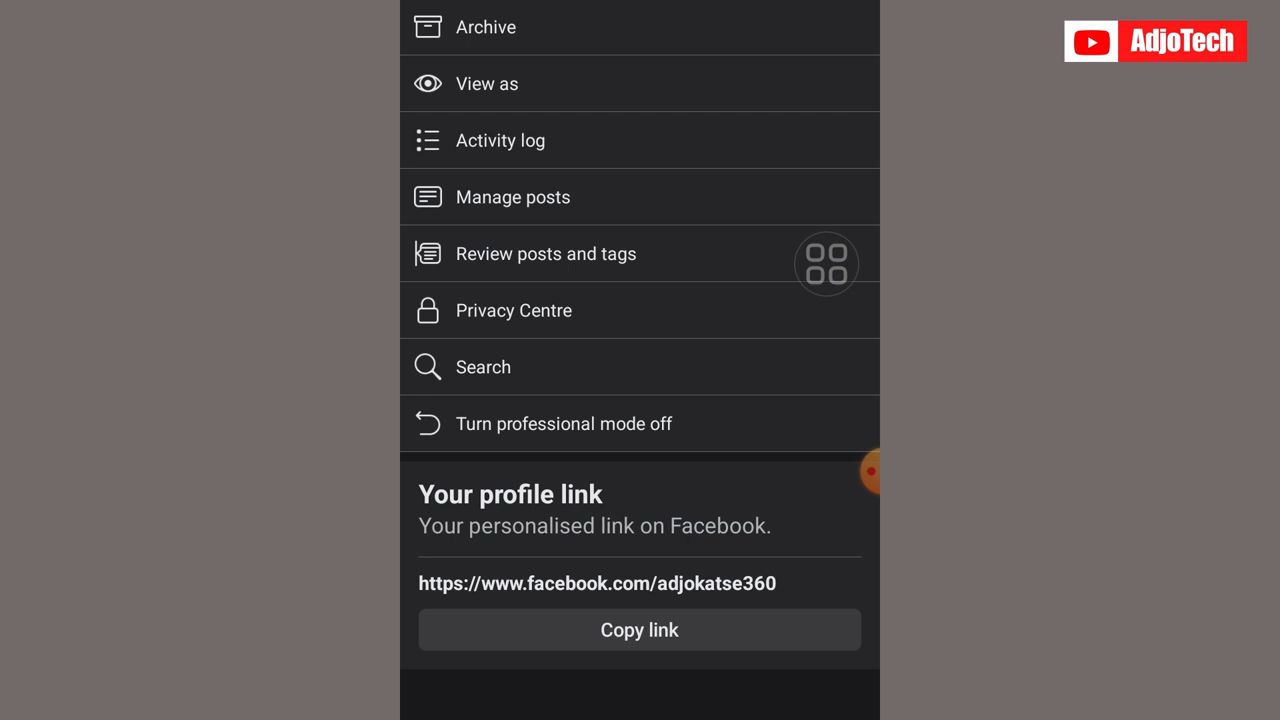 AdjoTech
Archive
View as
Activity log
Manage posts
Review posts and tags
Privacy Centre
Search
Turn professional mode off
Your profile link
Your personalised link on Facebook.
https://www.facebook.com/adjokatse360
Copy link